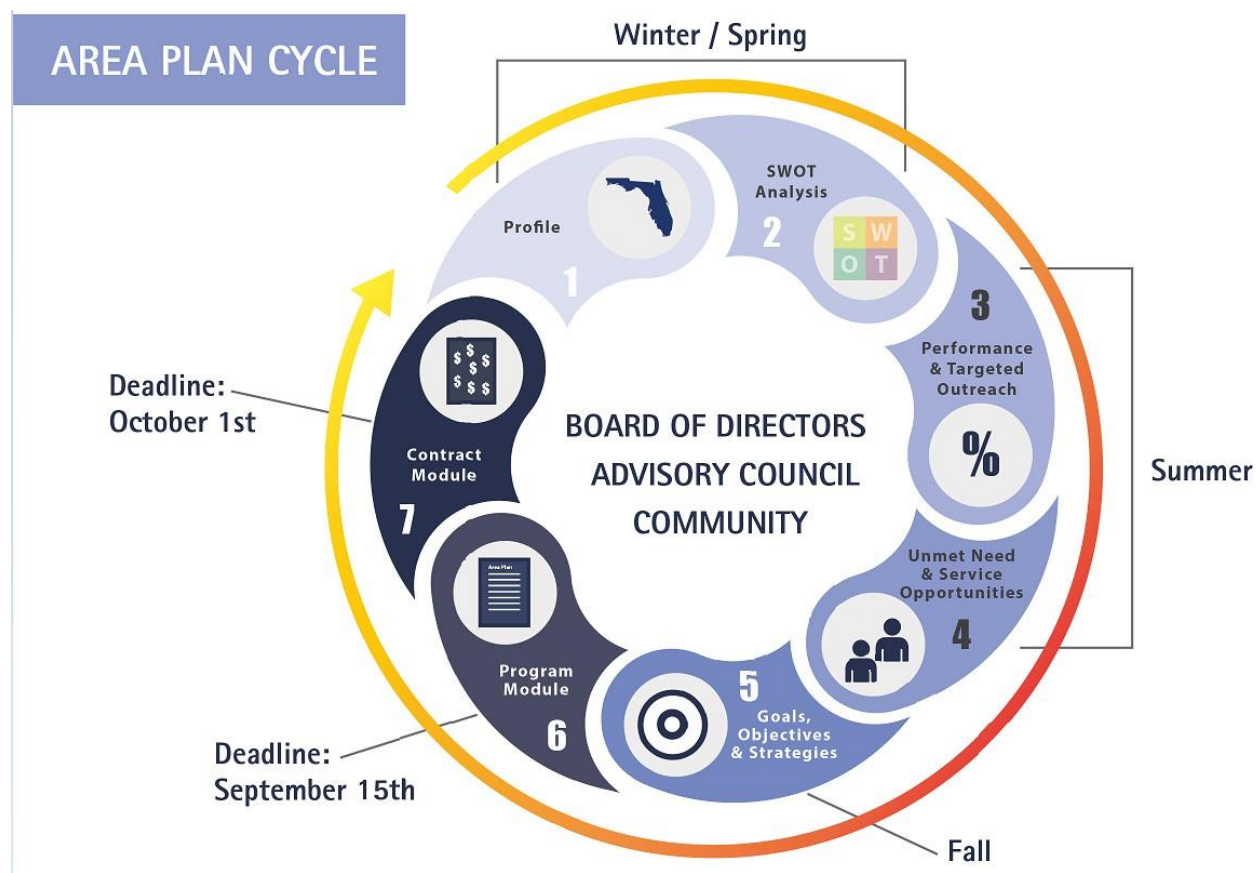 AREA PLAN CYCLE
Winter / Spring
Profile
1
SWOT
Analysis
2
S W
O T
3
Performance
& Targeted
Outreach
%
Summer
Unmet Need
& Service
Opportunities
4
5
Goals,
Objectives
& Strategies
Fall
Area Plan
Program
Module
6
Deadline:
September 15th
$ $
$ $
$
$ $ $
Contract
Module
7
Deadline:
October 1st
BOARD OF DIRECTORS
ADVISORY COUNCIL
COMMUNITY